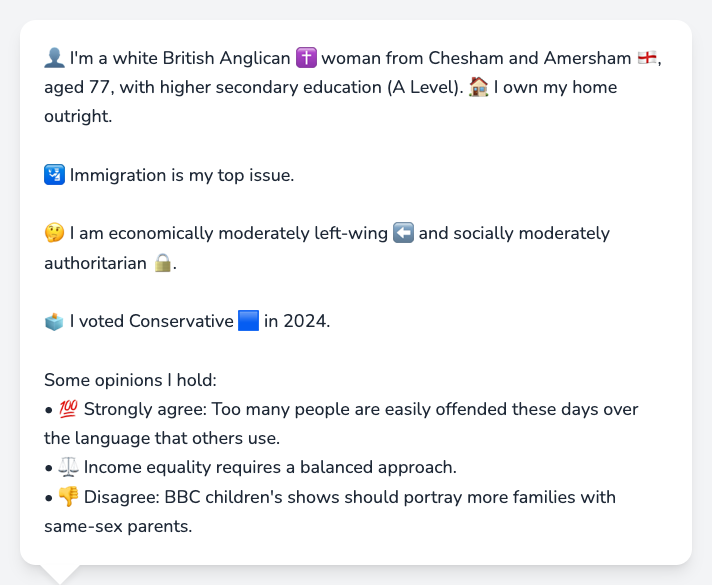 👤 I'm a white British Anglican ✝️ woman from Chesham and Amersham 🏴󠁧󠁢󠁥󠁮󠁧󠁿,
aged 77, with higher secondary education (A Level). 🏠 I own my home
outright.
🛂 Immigration is my top issue.
🤔 I am economically moderately left-wing ⬅️ and socially moderately
authoritarian 🔒.
🗳️ I voted Conservative 🟦 in 2024.
Some opinions I hold:
• 💯 Strongly agree: Too many people are easily offended these days over
the language that others use.
• ⚖️ Income equality requires a balanced approach.
• 👎 Disagree: BBC children's shows should portray more families with
same-sex parents.